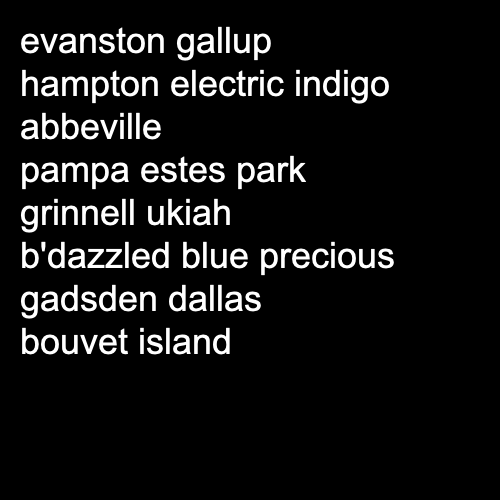 evanston gallup
hampton electric indigo
abbeville
pampa estes park
grinnell ukiah
b'dazzled blue precious
gadsden dallas
bouvet island